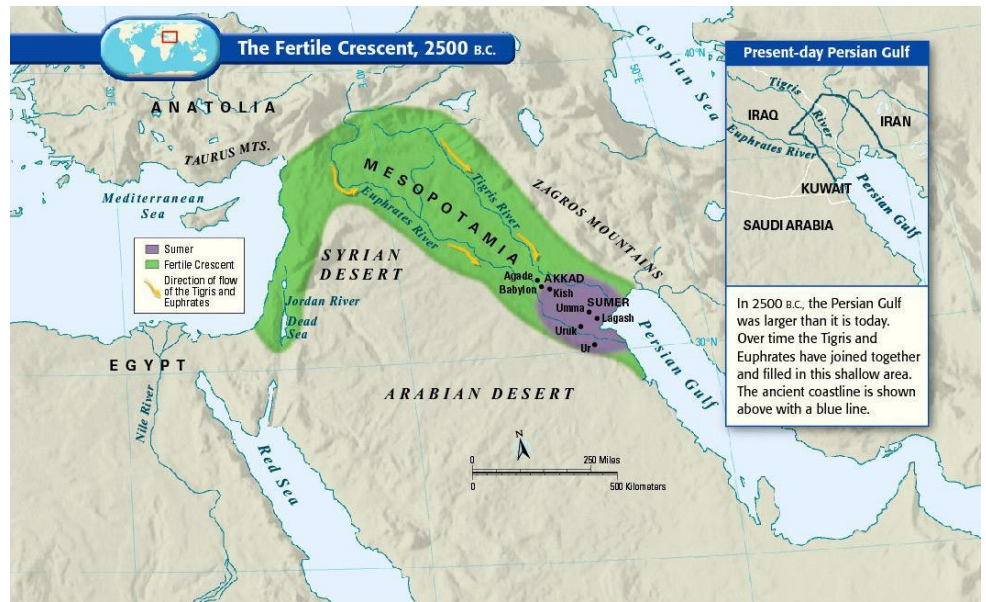 The Fertile Crescent, 2500 B.C.
Present-day Persian Gulf
Caspian Sea
40°N
50°E
40°E
30°E
ANATOLIA
TAURUS MTS.
Mediterranean
Sea
MESOPOTAMIA
Tigris River
Euphrates River
ZAGROS MOUNTAINS
SYRIAN
DESERT
Sumer
Fertile Crescent
Direction of flow
of the Tigris and
Euphrates
Agade
AKKAD
Babylon
Kish
Umma
SUMER
Lagash
Uruk
Ur
Jordan River
Dead
Sea
EGYPT
Nile River
Red Sea
ARABIAN DESERT
Persian Gulf
30°N
N
0
250 Miles
0
500 Kilometers
Tigris
River
IRAQ
IRAN
Euphrates River
KUWAIT
Persian Gulf
SAUDI ARABIA
In 2500 B.C., the Persian Gulf
was larger than it is today.
Over time the Tigris and
Euphrates have joined together
and filled in this shallow area.
The ancient coastline is shown
above with a blue line.